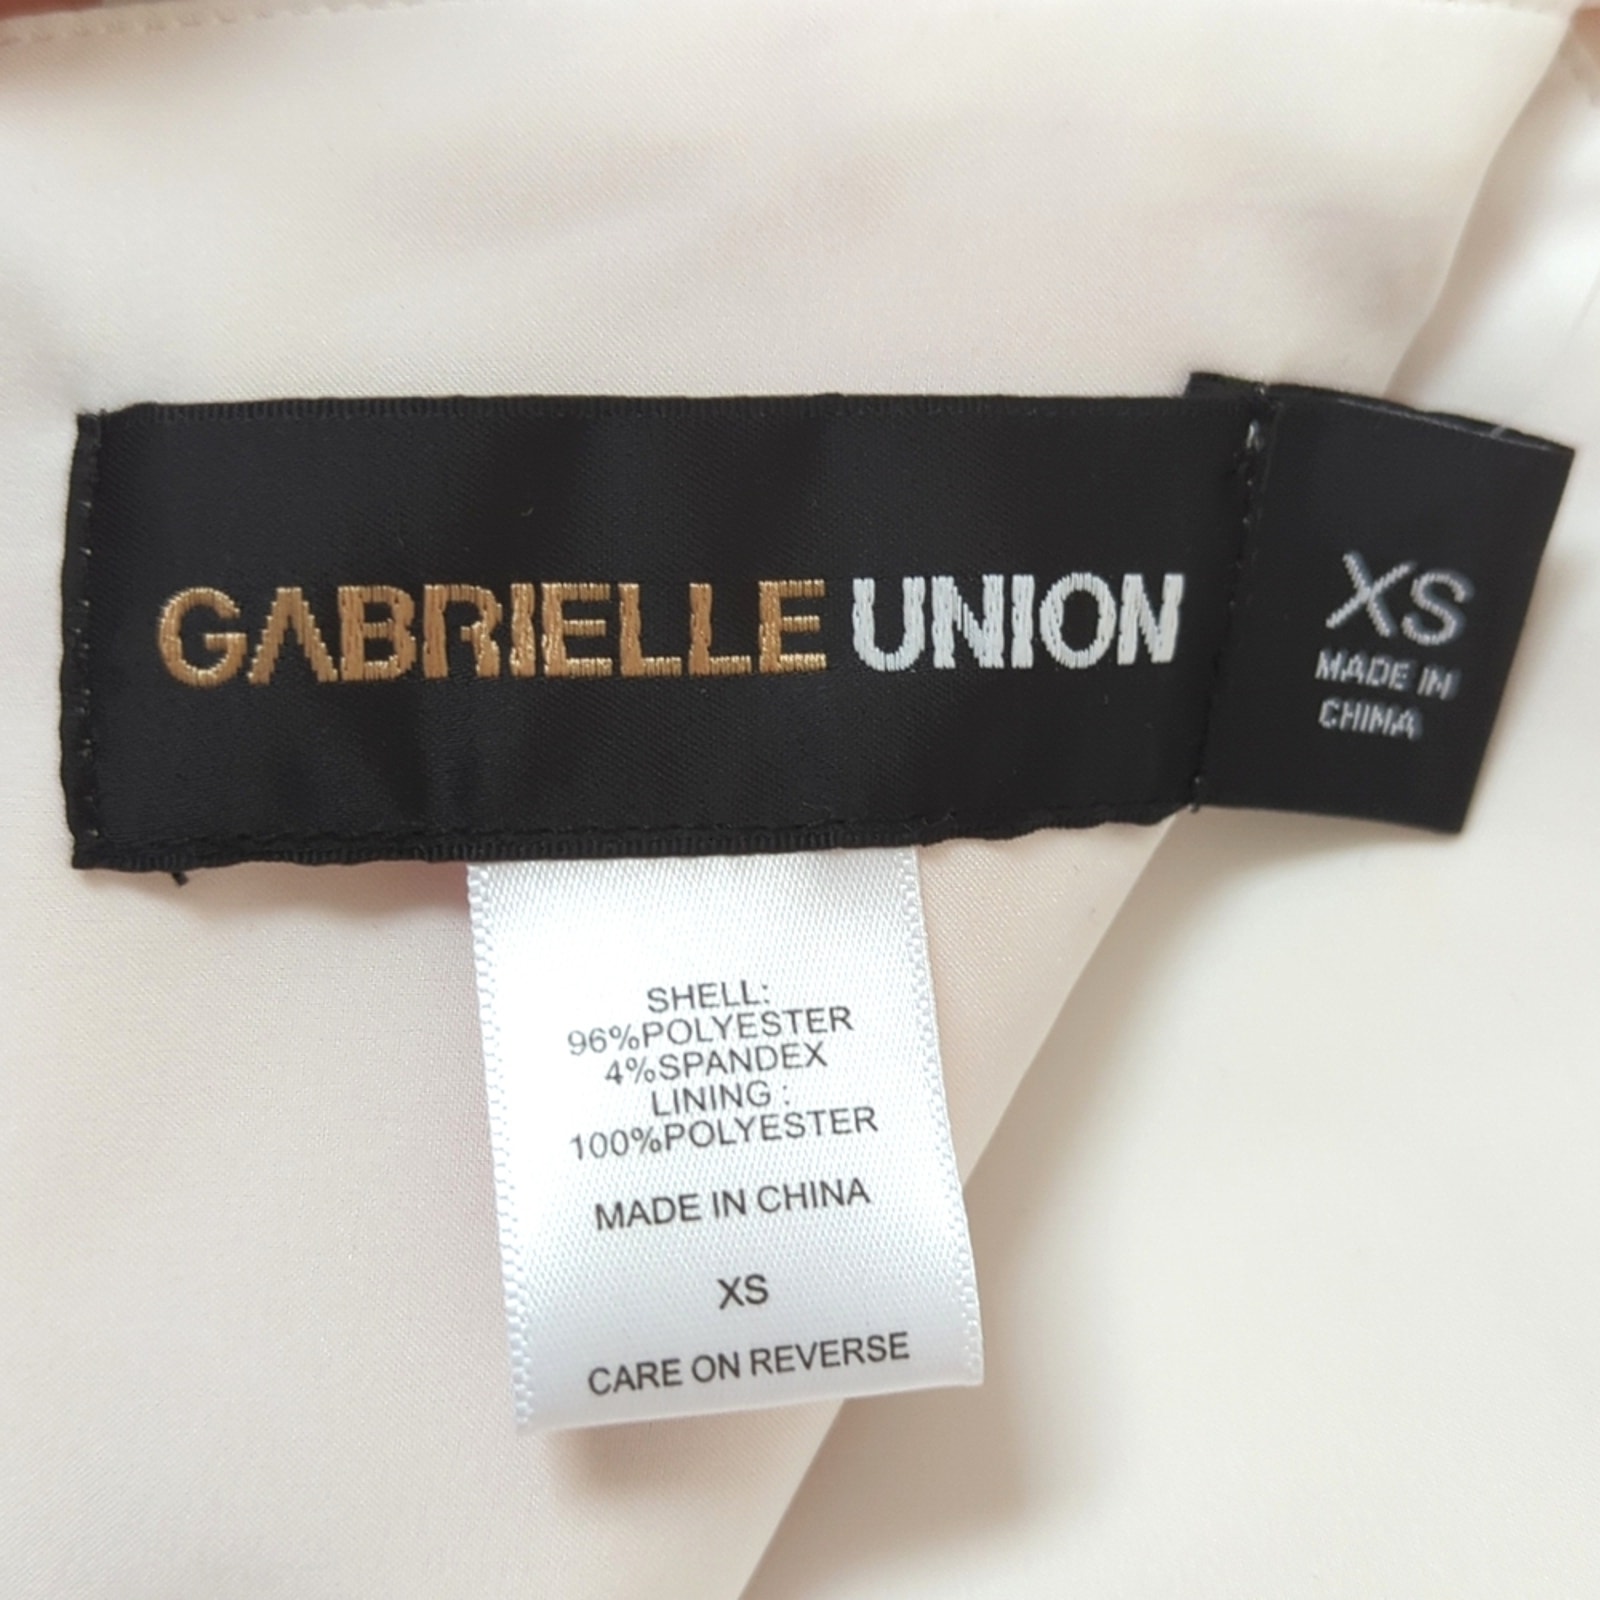 GABRIELLE UNION
XS
MADE IN
CHINA
SHELL:
96%POLYESTER
4%SPANDEX
LINING :
100%POLYESTER
MADE IN CHINA
XS
CARE ON REVERSE